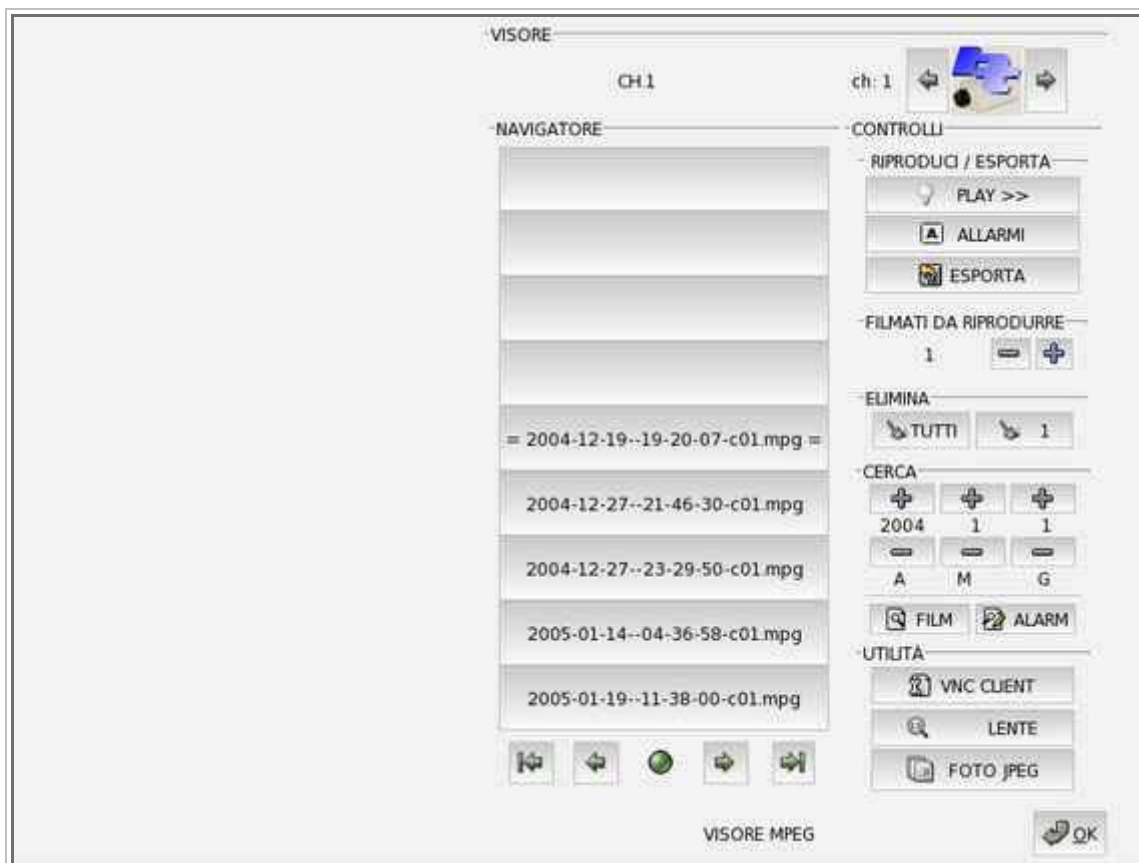 VISORE
CH.1
ch: 1
NAVIGATORE
= 2004-12-19--19-20-07-c01.mpg =
2004-12-27--21-46-30-c01.mpg
2004-12-27--23-29-50-c01.mpg
2005-01-14--04-36-58-c01.mpg
2005-01-19--11-38-00-c01.mpg
CONTROLLI
RIPRODUCI / ESPORTA
PLAY >>
A ALLARMI
ESPORTA
FILMATI DA RIPRODURRE
1
ELIMINA
TUTTI 1
CERCA
2004 1 1
A M G
FILM ALARM
UTILITÀ
VNC CLIENT
LENTE
FOTO JPEG
VISORE MPEG
OK